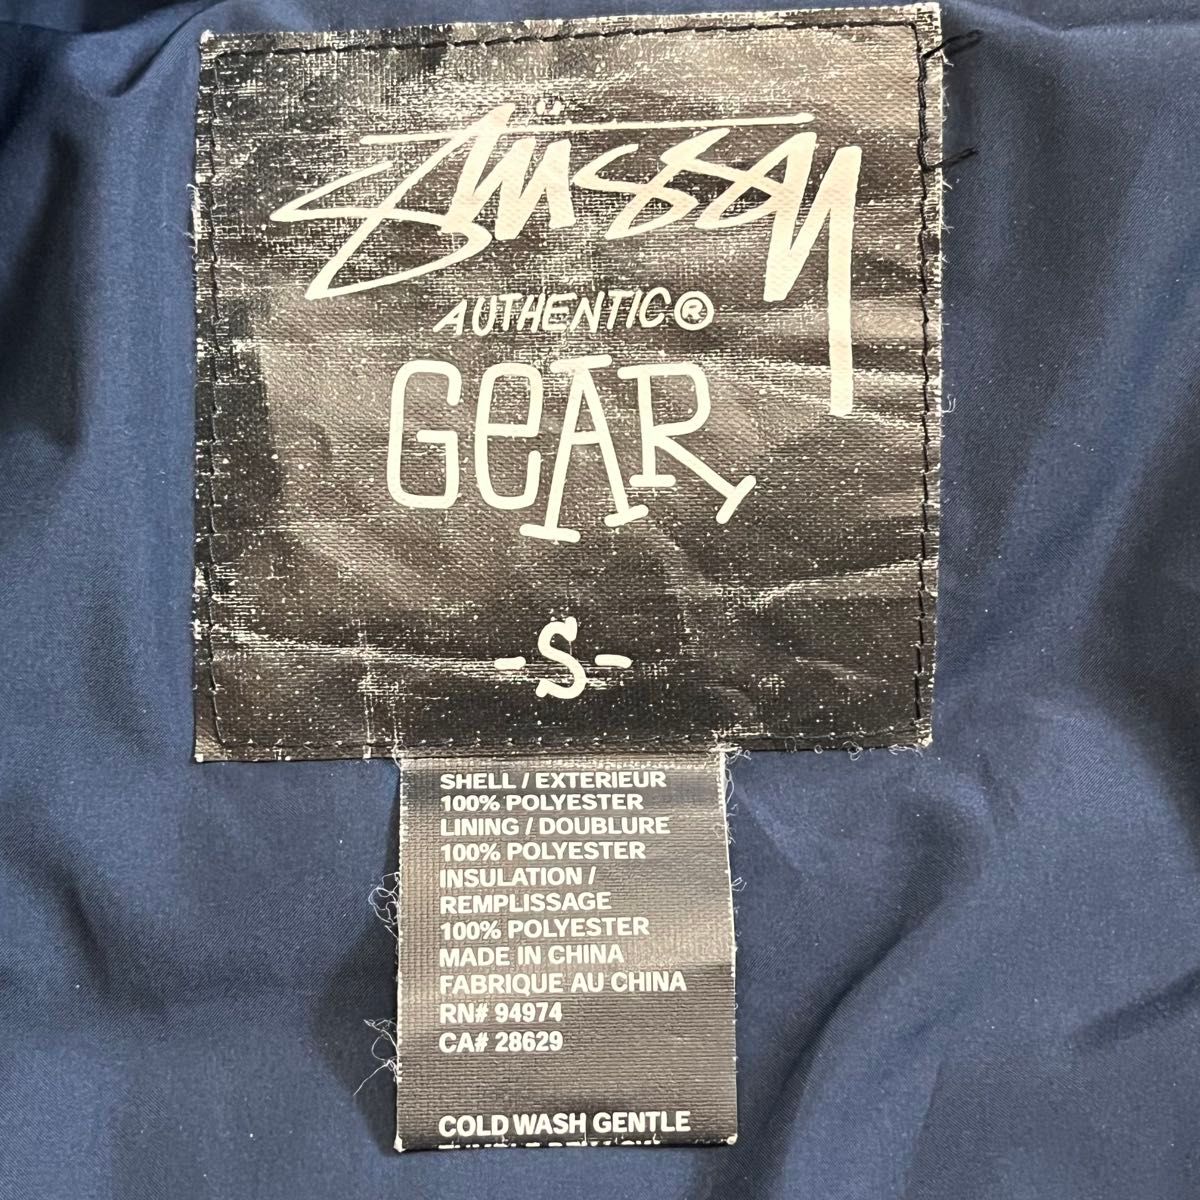 Stüssy
AUTHENTIC®
GEAR
-S-
SHELL / EXTERIEUR
100% POLYESTER
LINING / DOUBLURE
100% POLYESTER
INSULATION /
REMPLISSAGE
100% POLYESTER
MADE IN CHINA
FABRIQUE AU CHINA
RN# 94974
CA# 28629
COLD WASH GENTLE